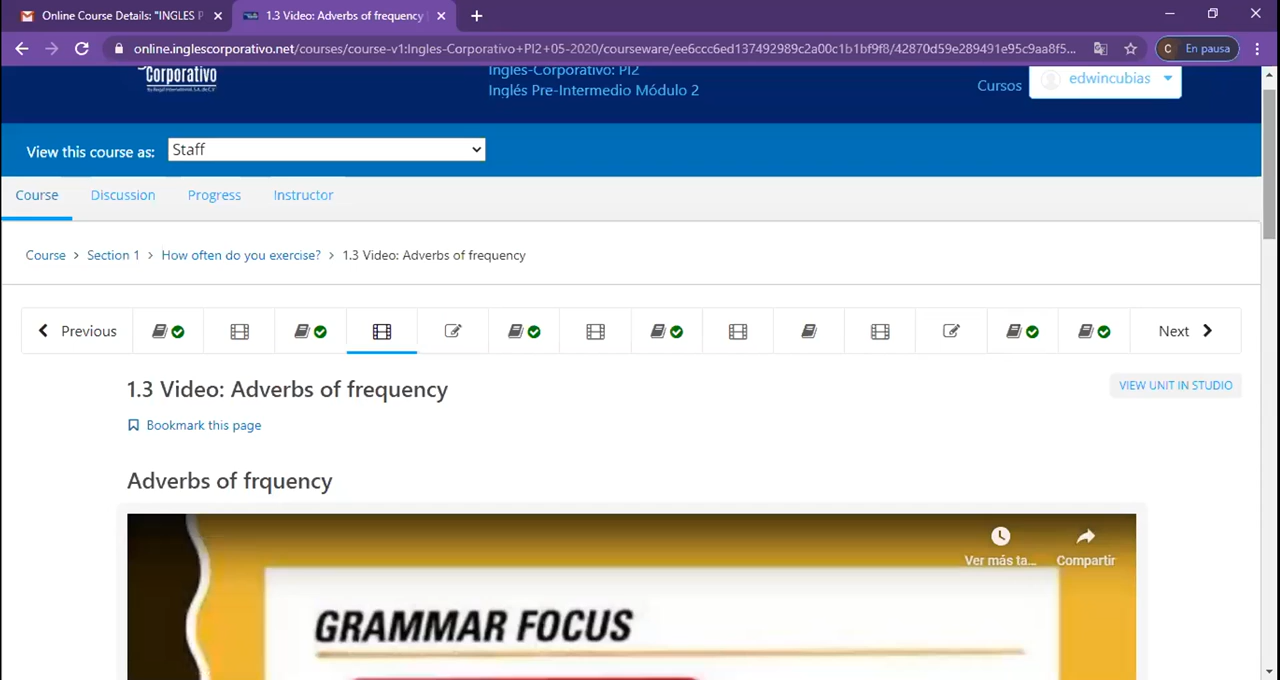 Online Course Details: "INGLES P
1.3 Video: Adverbs of frequency
online.inglescorporativo.net/courses/course-v1:Ingles-Corporativo+PI2+05-2020/courseware/ee6ccc6ed137492989c2a00c1b1bf9f8/42870d59e289491e95c9aa8f5...
C En pausa
Corporativo
Ingles-Corporativo: PI2
Inglés Pre-Intermedio Módulo 2
Cursos
edwincubias
View this course as:
Staff
Course
Discussion
Progress
Instructor
Course > Section 1 > How often do you exercise? > 1.3 Video: Adverbs of frequency
Previous
Next
1.3 Video: Adverbs of frequency
VIEW UNIT IN STUDIO
Bookmark this page
Adverbs of frquency
Ver más ta...
Compartir
GRAMMAR FOCUS